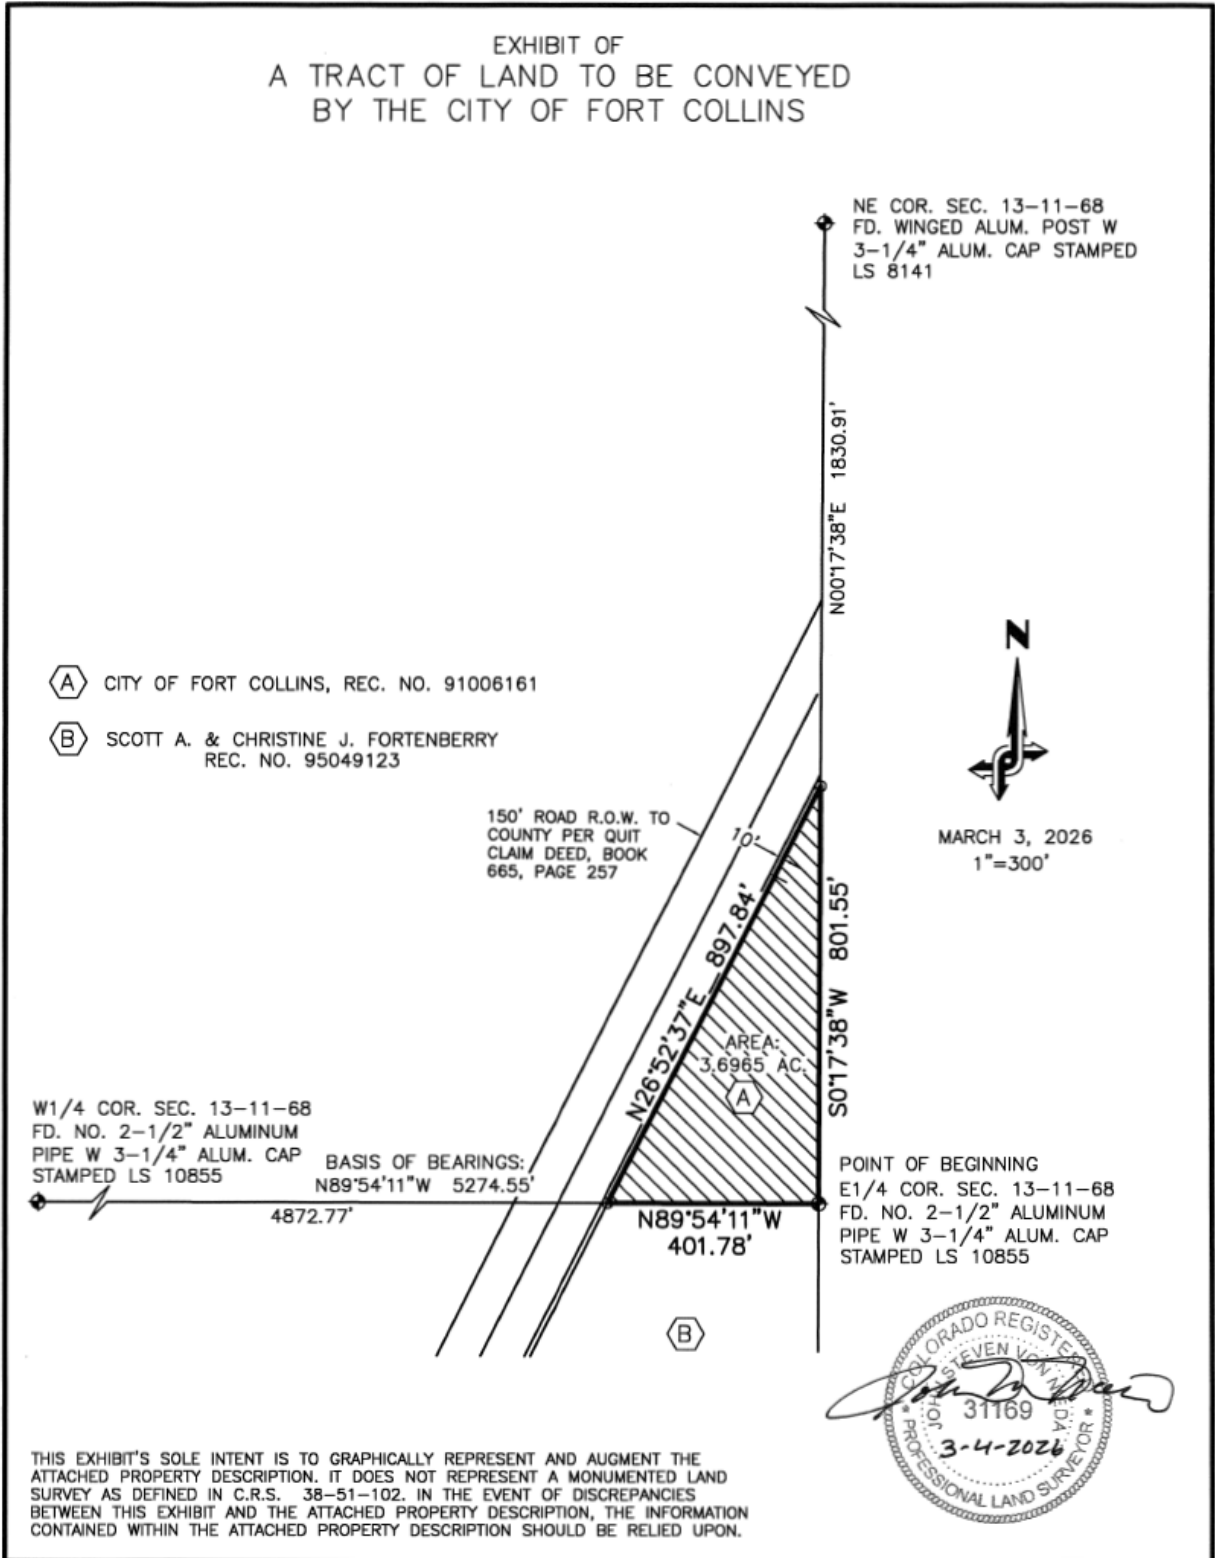 EXHIBIT OF
A TRACT OF LAND TO BE CONVEYED
BY THE CITY OF FORT COLLINS
NE COR. SEC. 13-11-68
FD. WINGED ALUM. POST W
3-1/4" ALUM. CAP STAMPED
LS 8141
N00°17'38"E 1830.91'
A CITY OF FORT COLLINS, REC. NO. 91006161
B SCOTT A. & CHRISTINE J. FORTENBERRY
REC. NO. 95049123
N
150' ROAD R.O.W. TO
COUNTY PER QUIT
CLAIM DEED, BOOK
665, PAGE 257
10'
MARCH 3, 2026
1"=300'
N26°52'37"E 897.84'
S0°17'38"W 801.55'
AREA:
3.6965 AC.
A
W1/4 COR. SEC. 13-11-68
FD. NO. 2-1/2" ALUMINUM
PIPE W 3-1/4" ALUM. CAP
STAMPED LS 10855
BASIS OF BEARINGS:
N89°54'11"W 5274.55'
4872.77'
N89°54'11"W
401.78'
POINT OF BEGINNING
E1/4 COR. SEC. 13-11-68
FD. NO. 2-1/2" ALUMINUM
PIPE W 3-1/4" ALUM. CAP
STAMPED LS 10855
B
COLORADO REGISTERED
JOHN STEVEN VON NIEDA
31169
3-4-2026
* PROFESSIONAL LAND SURVEYOR *
THIS EXHIBIT'S SOLE INTENT IS TO GRAPHICALLY REPRESENT AND AUGMENT THE
ATTACHED PROPERTY DESCRIPTION. IT DOES NOT REPRESENT A MONUMENTED LAND
SURVEY AS DEFINED IN C.R.S. 38-51-102. IN THE EVENT OF DISCREPANCIES
BETWEEN THIS EXHIBIT AND THE ATTACHED PROPERTY DESCRIPTION, THE INFORMATION
CONTAINED WITHIN THE ATTACHED PROPERTY DESCRIPTION SHOULD BE RELIED UPON.